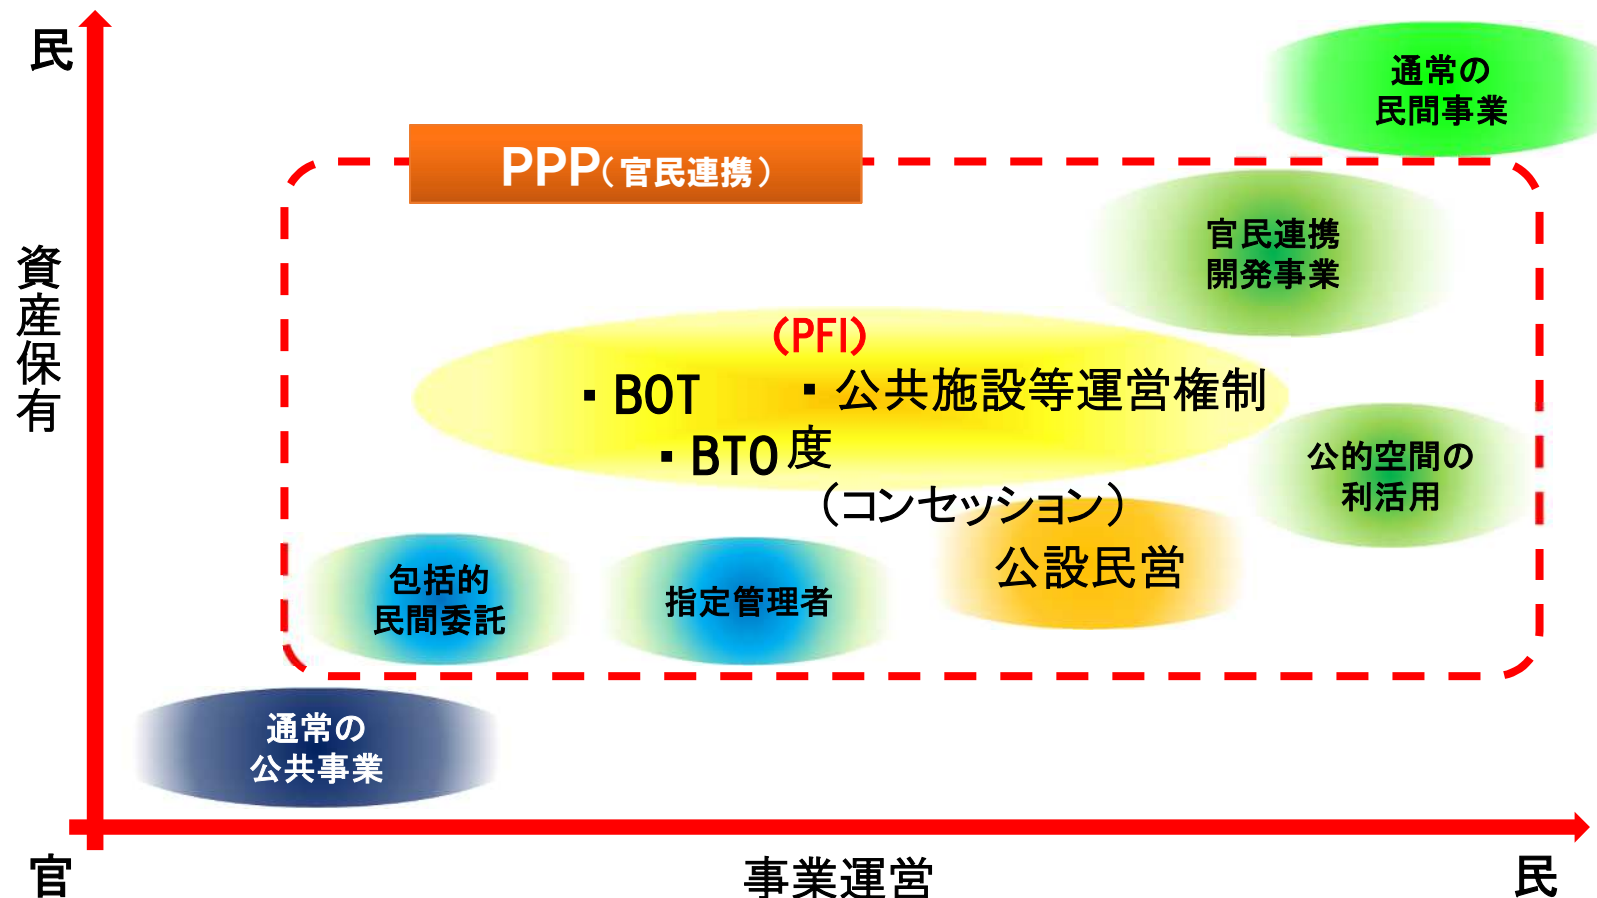 民
通常の
民間事業
PPP（官民連携）
官民連携
開発事業
資産保有
（PFI）
・BOT
・公共施設等運営権制
・BTO
度
（コンセッション）
公的空間の
利活用
公設民営
包括的
民間委託
指定管理者
通常の
公共事業
官
事業運営
民